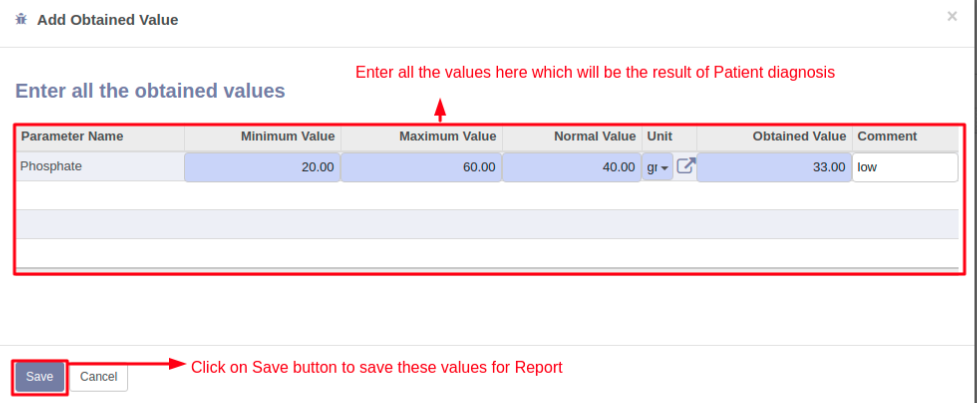 Add Obtained Value
×
Enter all the values here which will be the result of Patient diagnosis
Enter all the obtained values
Parameter Name Minimum Value Maximum Value Normal Value Unit Obtained Value Comment
Phosphate 20.00 60.00 40.00 gr 33.00 low
Save Cancel Click on Save button to save these values for Report